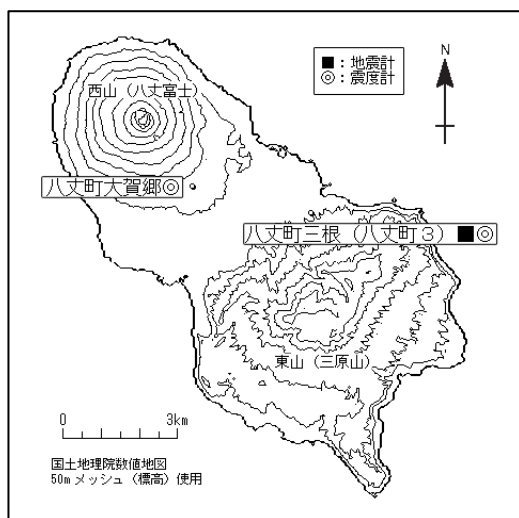 ■：地震計
◎：震度計
N
西山（八丈富士）
八丈町大賀郷◎
八丈町三根（八丈町３）■◎
東山（三原山）
0 3km
国土地理院数値地図
50mメッシュ（標高）使用